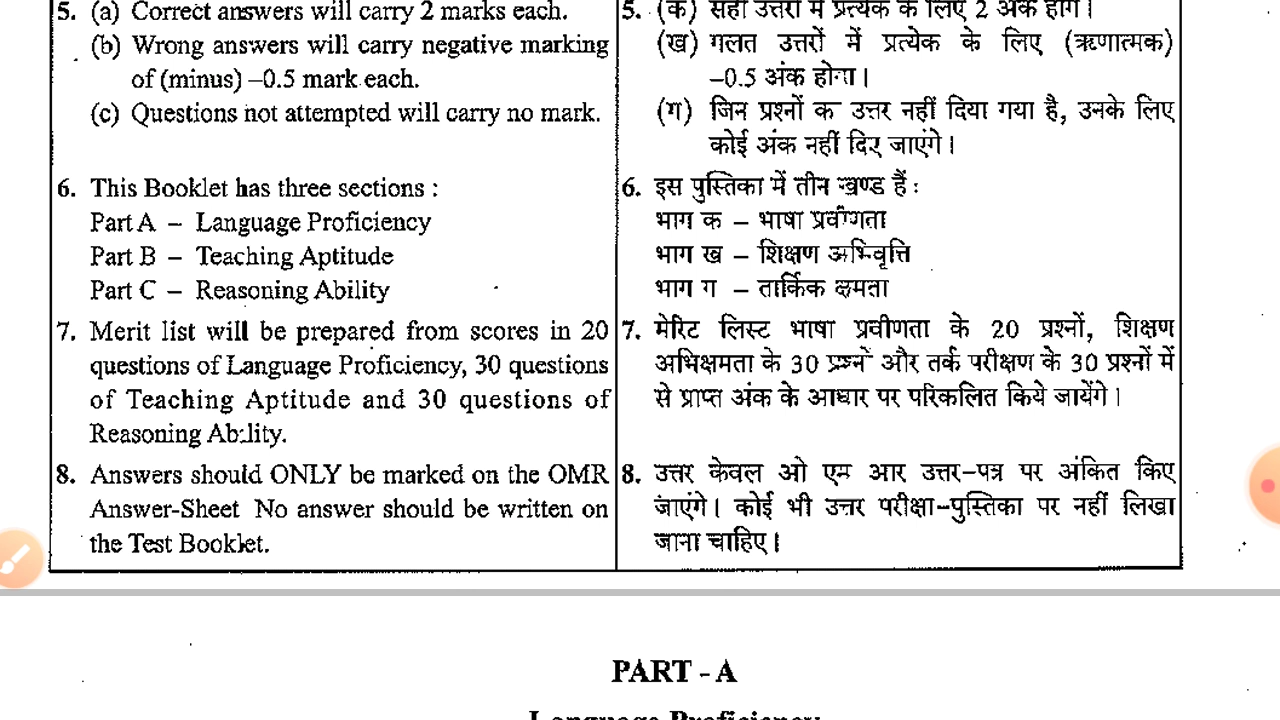 5. (a) Correct answers will carry 2 marks each.
(b) Wrong answers will carry negative marking
of (minus) –0.5 mark each.
(c) Questions not attempted will carry no mark.
6. This Booklet has three sections :
Part A – Language Proficiency
Part B – Teaching Aptitude
Part C – Reasoning Ability
7. Merit list will be prepared from scores in 20
questions of Language Proficiency, 30 questions
of Teaching Aptitude and 30 questions of
Reasoning Ability.
8. Answers should ONLY be marked on the OMR
Answer-Sheet No answer should be written on
the Test Booklet.
5. (क) सही उत्तरों में प्रत्येक के लिए 2 अंक होंगे।
(ख) गलत उत्तरों में प्रत्येक के लिए (ऋणात्मक)
–0.5 अंक होगा।
(ग) जिन प्रश्नों का उत्तर नहीं दिया गया है, उनके लिए
कोई अंक नहीं दिए जाएंगे।
6. इस पुस्तिका में तीन खण्ड हैं :
भाग क – भाषा प्रवीणता
भाग ख – शिक्षण अभिवृत्ति
भाग ग – तार्किक क्षमता
7. मेरिट लिस्ट भाषा प्रवीणता के 20 प्रश्नों, शिक्षण
अभिक्षमता के 30 प्रश्नों और तर्क परीक्षण के 30 प्रश्नों में
से प्राप्त अंक के आधार पर परिकलित किये जायेंगे।
8. उत्तर केवल ओ एम आर उत्तर-पत्र पर अंकित किए
जाएंगे। कोई भी उत्तर परीक्षा-पुस्तिका पर नहीं लिखा
जाना चाहिए।
PART - A
Language Proficiency